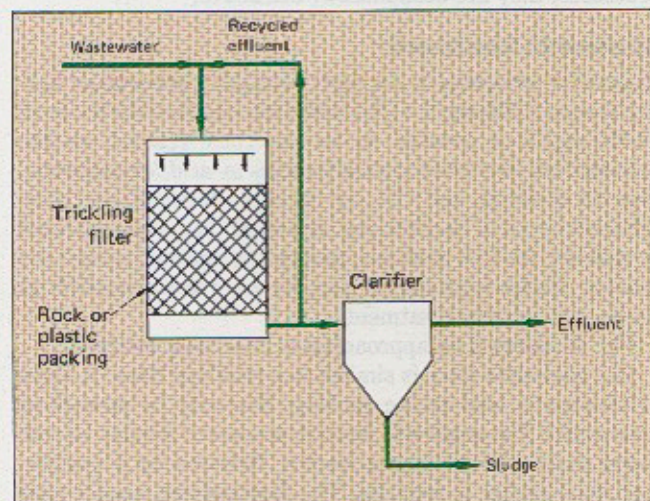 Recycled
effluent
Wastewater
Trickling
filter
Rock or
plastic
packing
Clarifier
Effluent
Sludge